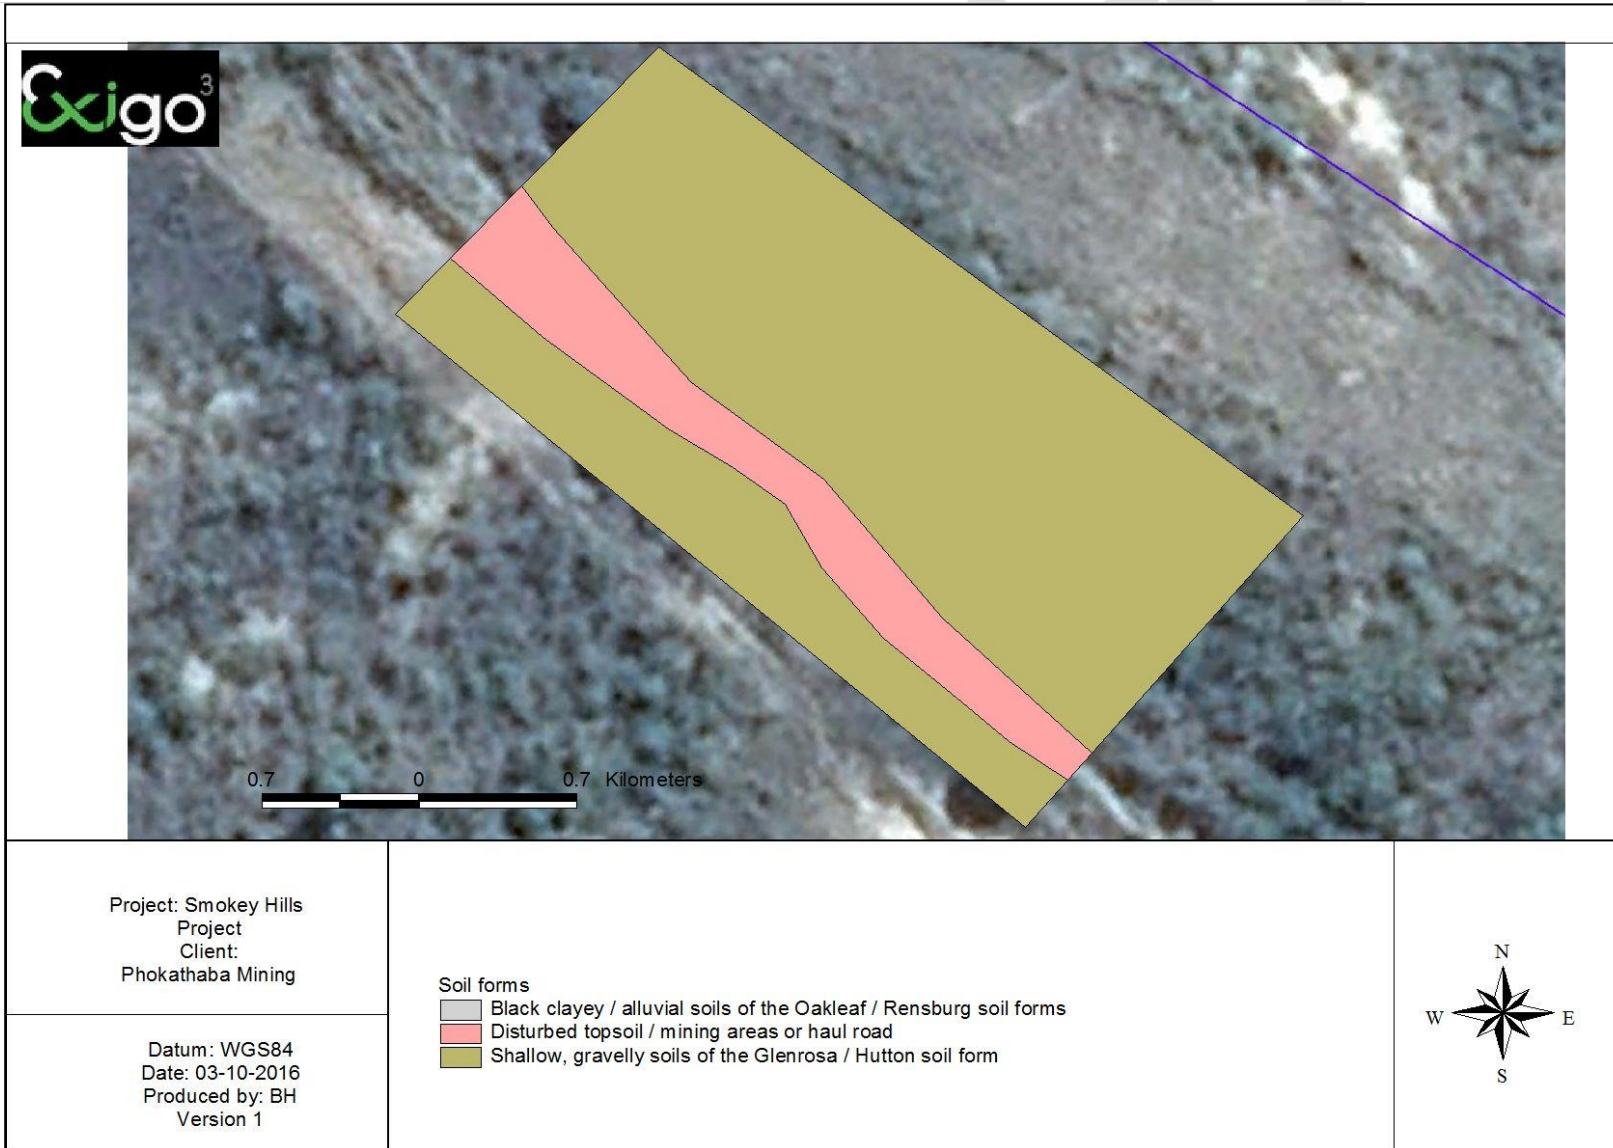 Exigo3
0.7 0 0.7 Kilometers
Project: Smokey Hills
Project
Client:
Phokathaba Mining
Datum: WGS84
Date: 03-10-2016
Produced by: BH
Version 1
Soil forms
Black clayey / alluvial soils of the Oakleaf / Rensburg soil forms
Disturbed topsoil / mining areas or haul road
Shallow, gravelly soils of the Glenrosa / Hutton soil form
N
W E
S